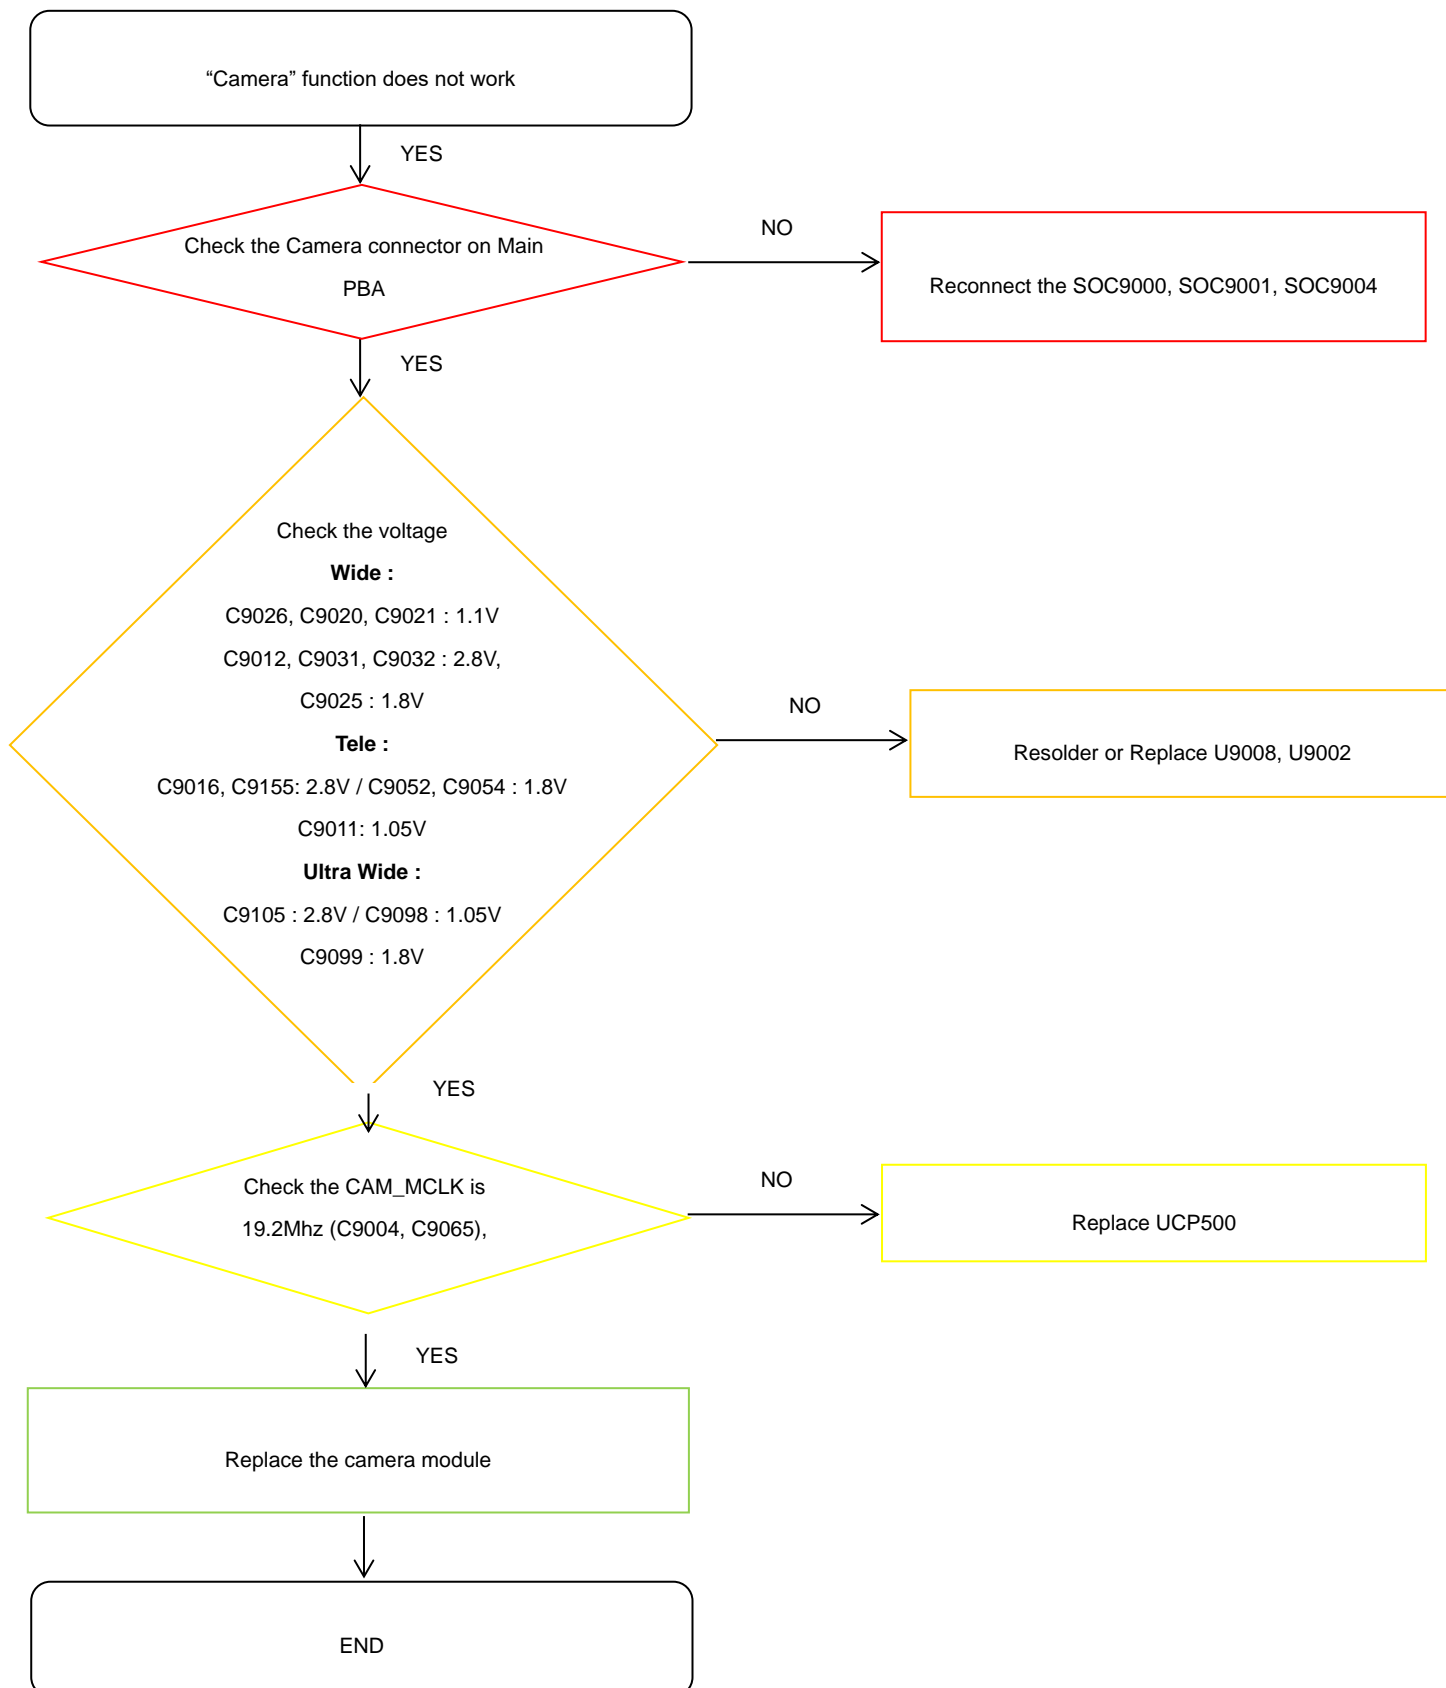 “Camera” function does not work
YES
Check the Camera connector on Main
PBA
NO
Reconnect the SOC9000, SOC9001, SOC9004
YES
Check the voltage
Wide :
C9026, C9020, C9021 : 1.1V
C9012, C9031, C9032 : 2.8V,
C9025 : 1.8V
Tele :
C9016, C9155: 2.8V / C9052, C9054 : 1.8V
C9011: 1.05V
Ultra Wide :
C9105 : 2.8V / C9098 : 1.05V
C9099 : 1.8V
NO
Resolder or Replace U9008, U9002
YES
Check the CAM_MCLK is
19.2Mhz (C9004, C9065),
NO
Replace UCP500
YES
Replace the camera module
END